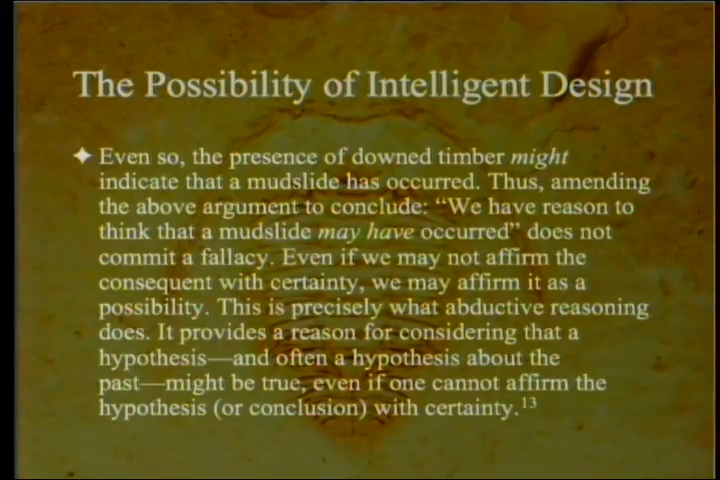 The Possibility of Intelligent Design
✦ Even so, the presence of downed timber might
indicate that a mudslide has occurred. Thus, amending
the above argument to conclude: “We have reason to
think that a mudslide may have occurred” does not
commit a fallacy. Even if we may not affirm the
consequent with certainty, we may affirm it as a
possibility. This is precisely what abductive reasoning
does. It provides a reason for considering that a
hypothesis—and often a hypothesis about the
past—might be true, even if one cannot affirm the
hypothesis (or conclusion) with certainty.13